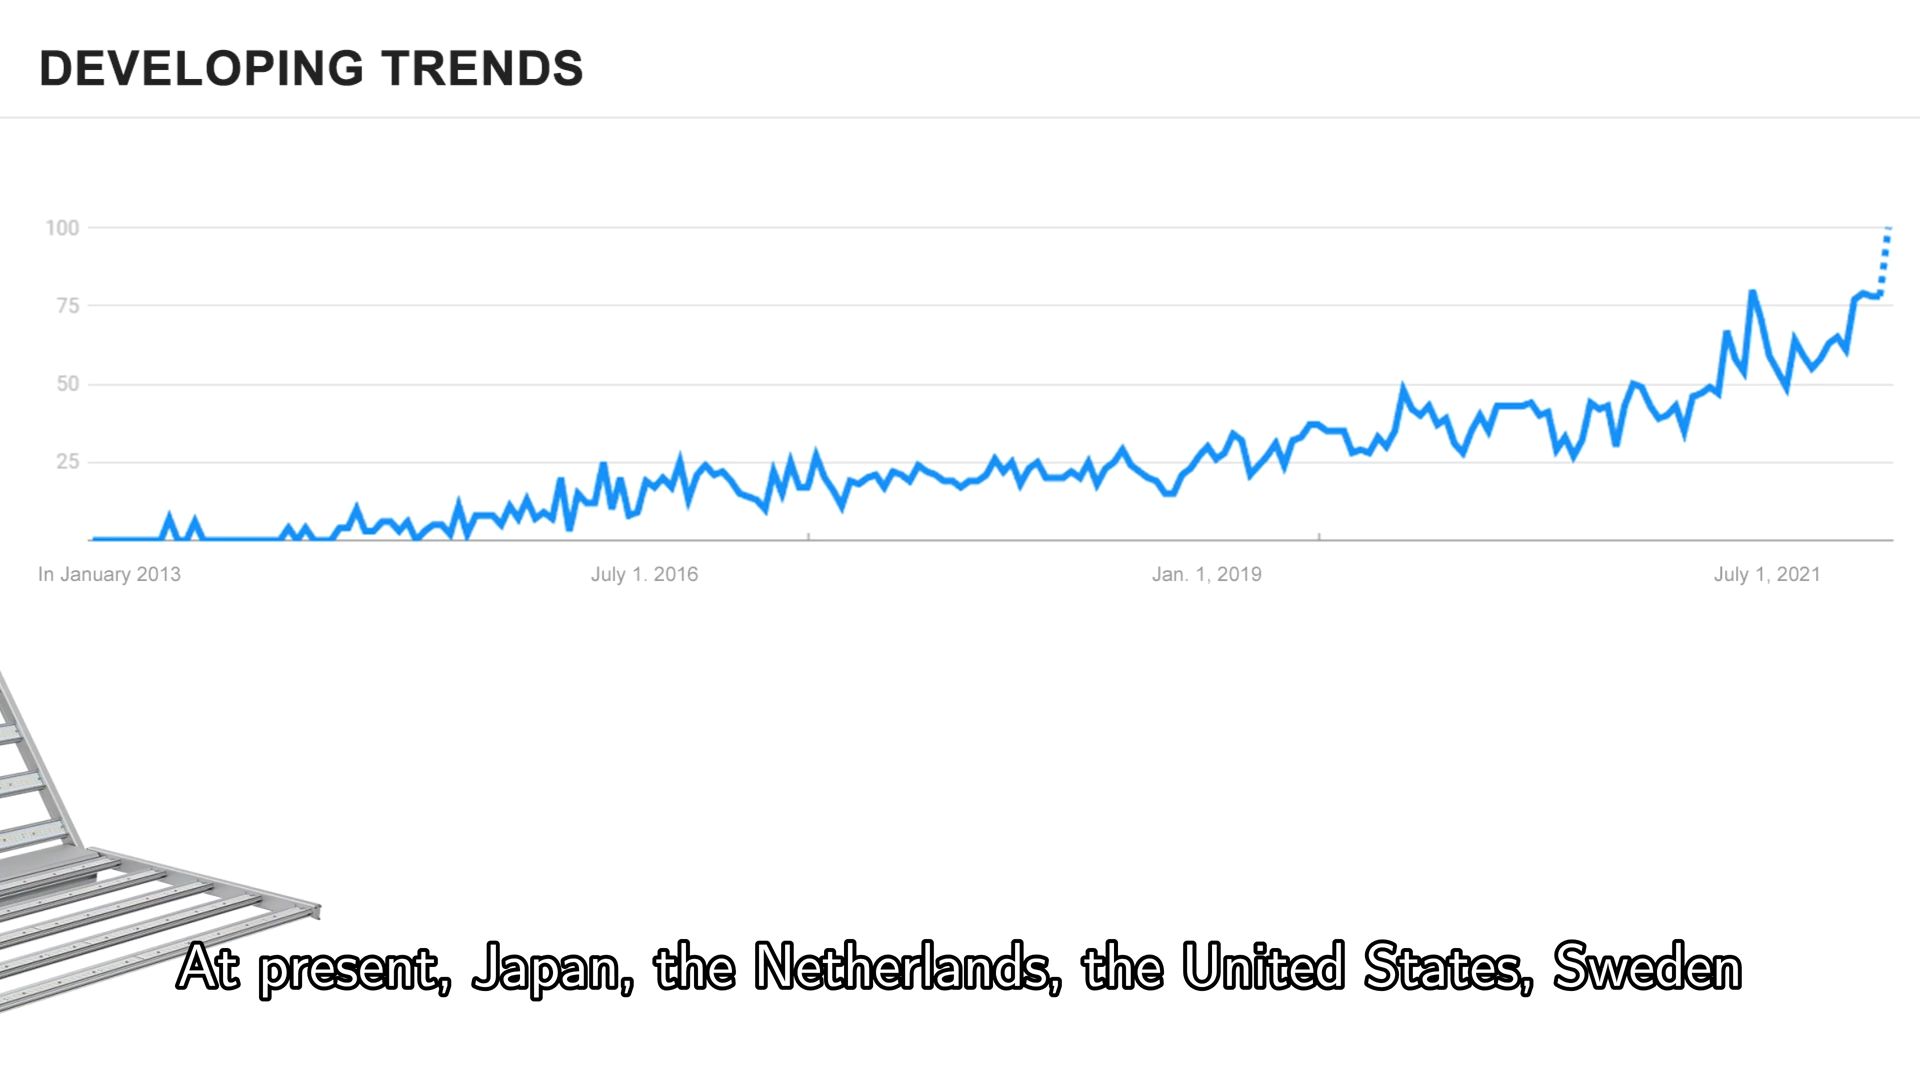 DEVELOPING TRENDS
100
75
50
25
In January 2013
July 1. 2016
Jan. 1, 2019
July 1, 2021
At present, Japan, the Netherlands, the United States, Sweden